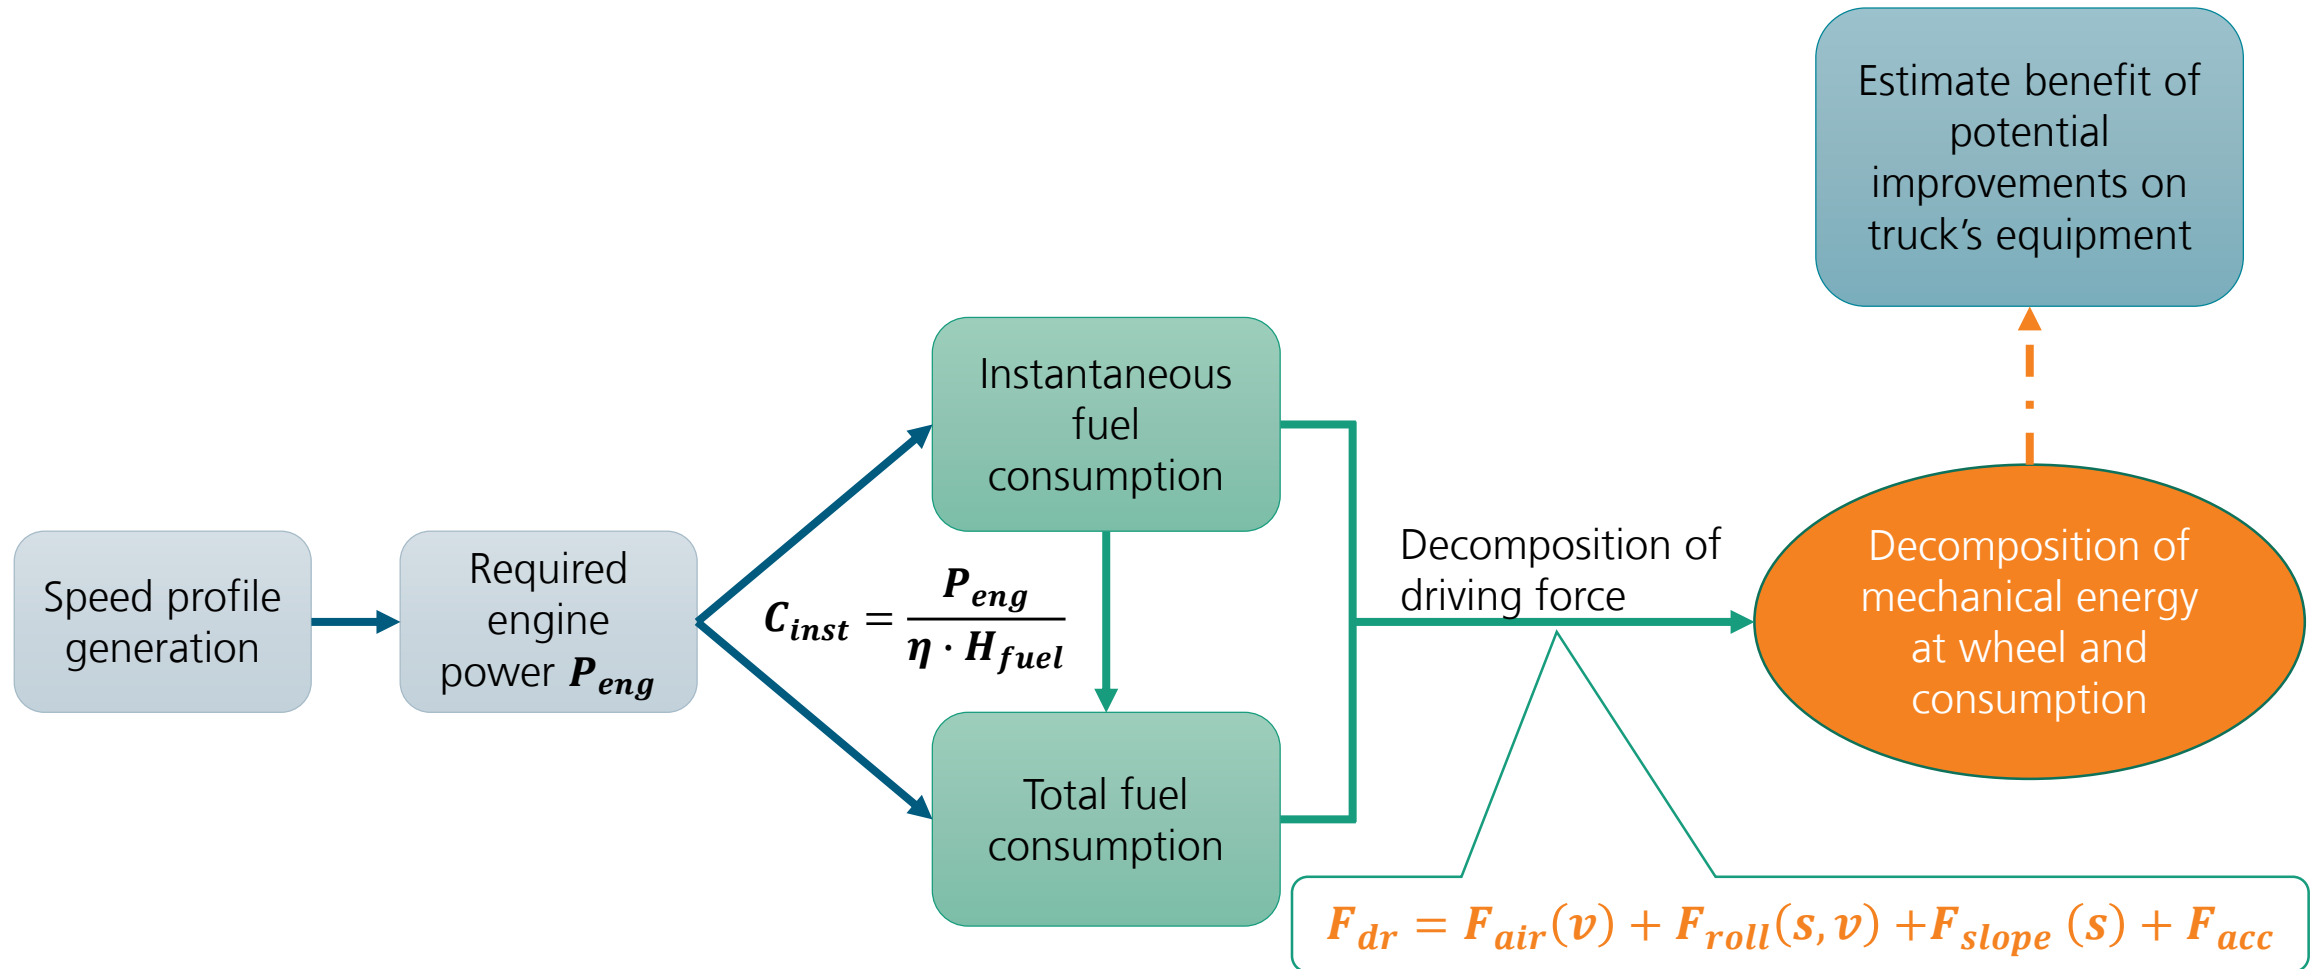 Speed profile
generation
Required
engine
power P_eng
C_inst = P_eng / (η · H_fuel)
Instantaneous
fuel
consumption
Total fuel
consumption
Decomposition of
driving force
F_dr = F_air(v) + F_roll(s, v) +F_slope (s) + F_acc
Decomposition of
mechanical energy
at wheel and
consumption
Estimate benefit of
potential
improvements on
truck’s equipment